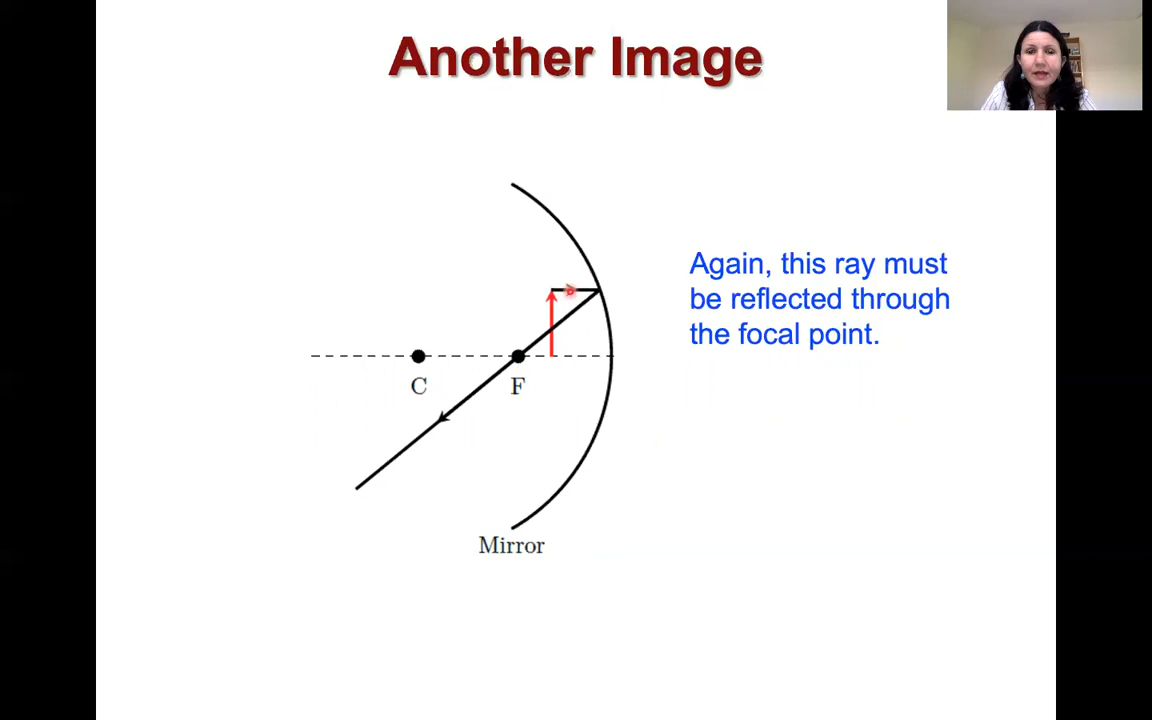 Another Image
Again, this ray must
be reflected through
the focal point.
C
F
Mirror